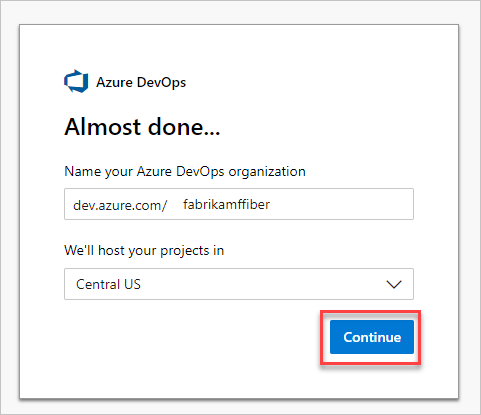 Azure DevOps
Almost done...
Name your Azure DevOps organization
dev.azure.com/ fabrikamffiber
We'll host your projects in
Central US
Continue